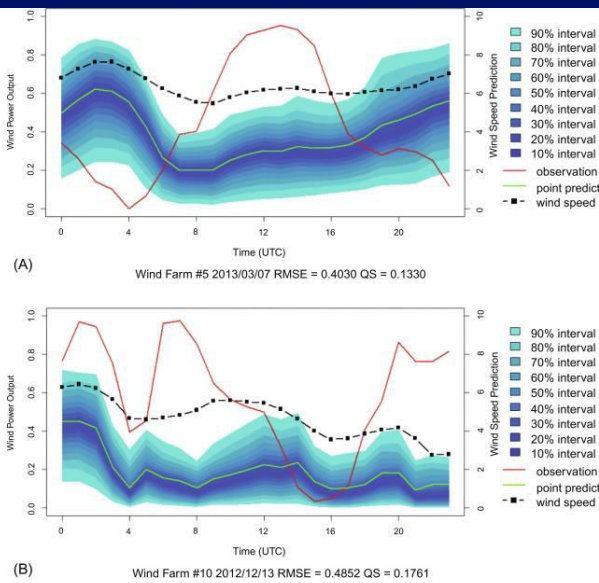 Wind Power Output
1.0
0.8
0.6
0.4
0.2
0.0
0
4
8
12
16
20
Time (UTC)
10
8
6
4
2
0
Wind Speed Prediction
90% interval
80% interval
70% interval
60% interval
50% interval
40% interval
30% interval
20% interval
10% interval
observation
point predict
wind speed
(A)
Wind Farm #5 2013/03/07 RMSE = 0.4030 QS = 0.1330
Wind Power Output
1.0
0.8
0.6
0.4
0.2
0.0
0
4
8
12
16
20
Time (UTC)
10
8
6
4
2
0
Wind Speed Prediction
90% interval
80% interval
70% interval
60% interval
50% interval
40% interval
30% interval
20% interval
10% interval
observation
point predict
wind speed
(B)
Wind Farm #10 2012/12/13 RMSE = 0.4852 QS = 0.1761